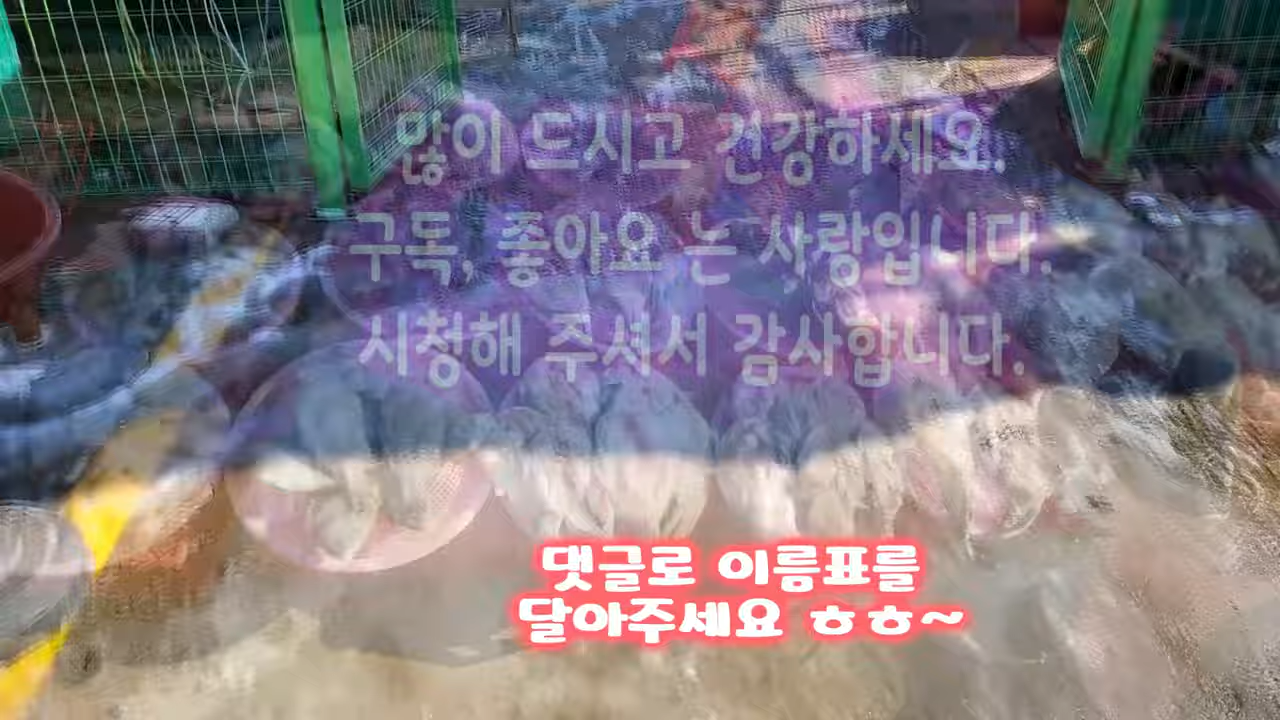 많이 드시고 건강하세요.
구독, 좋아요 는 사랑입니다.
시청해 주셔서 감사합니다.
댓글로 이름표를
달아주세요 ㅎㅎ~